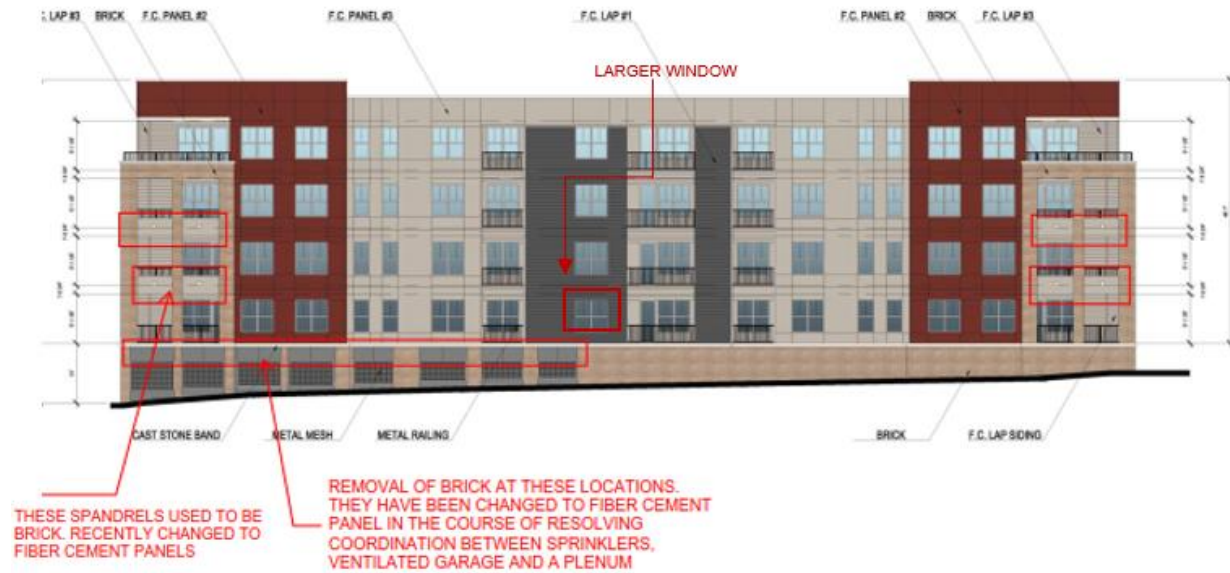 LAP #3 BRICK F.C. PANEL #2 F.C. PANEL #3 F.C. LAP #1 F.C. PANEL #2 BRICK F.C. LAP #3
LARGER WINDOW
CAST STONE BAND METAL MESH METAL RAILING BRICK F.C. LAP SIDING
THESE SPANDRELS USED TO BE
BRICK. RECENTLY CHANGED TO
FIBER CEMENT PANELS
REMOVAL OF BRICK AT THESE LOCATIONS.
THEY HAVE BEEN CHANGED TO FIBER CEMENT
PANEL IN THE COURSE OF RESOLVING
COORDINATION BETWEEN SPRINKLERS,
VENTILATED GARAGE AND A PLENUM